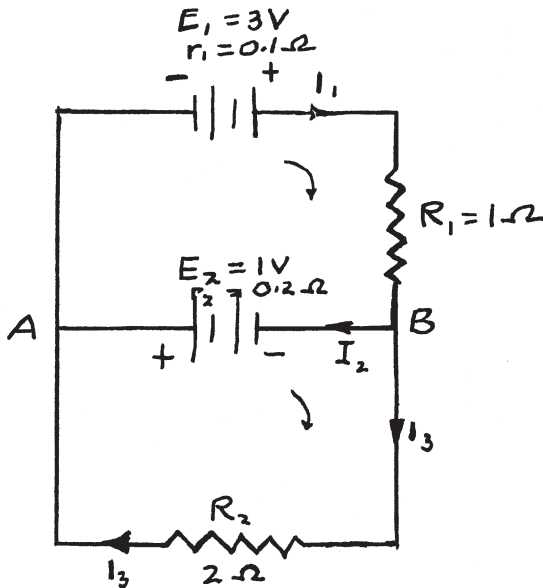 E₁ = 3V
r₁ = 0.1Ω
- +
I₁
R₁ = 1Ω
E₂ = 1V
r₂ = 0.2Ω
A
B
+ -
I₂
I₃
R₂
I₃
2Ω